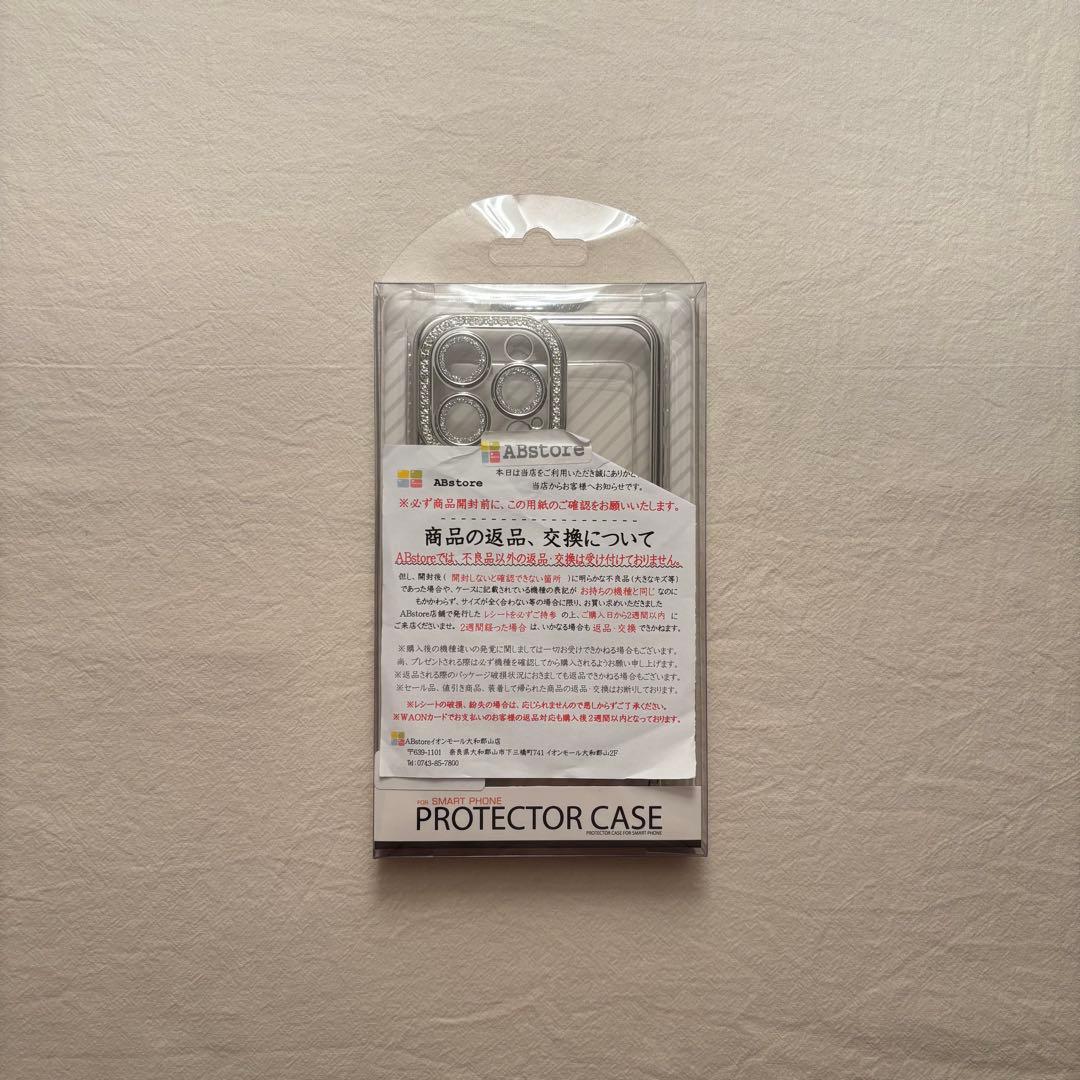 ABstore
本日は当店をご利用いただき誠にありがと
ABstore
当店からお客様へお知らせです。
※必ず商品開封前に、この用紙のご確認をお願いいたします。
商品の返品、交換について
ABstoreでは、不良品以外の返品・交換は受け付けておりません。
但し、開封後( 開封しないと確認できない箇所 )に明らかな不良品(大きなキズ等)
であった場合や、ケースに記載されている機種の表記が お持ちの機種と同じ なのに
もかかわらず、サイズが全く合わない等の場合に限り、お買い求めいただきました
ABstore店舗で発行した レシートを必ずご持参 の上、ご購入日から2週間以内 に
ご来店くださいませ。2週間経った場合 は、いかなる場合も 返品・交換 できかねます。
※購入後の機種違いの発覚に関しましては一切お受けできかねる場合もございます。
尚、プレゼントされる際は必ず機種を確認してから購入されるようお願い申し上げます。
※返品される際のパッケージ破損状況におきましても返品できかねる場合もございます。
※セール品、値引き商品、装着して帰られた商品の返品・交換はお断りしております。
※レシートの破損、紛失の場合は、応じられませんので悪しからずご了承ください。
※WAONカードでお支払いのお客様の返品対応も購入後2週間以内となっております。
ABstoreイオンモール大和郡山店
〒639-1101 奈良県大和郡山市下三橋町741 イオンモール大和郡山2F
Tel:0743-85-7800
FOR SMART PHONE
PROTECTOR CASE
PROTECTOR CASE FOR SMART PHONE